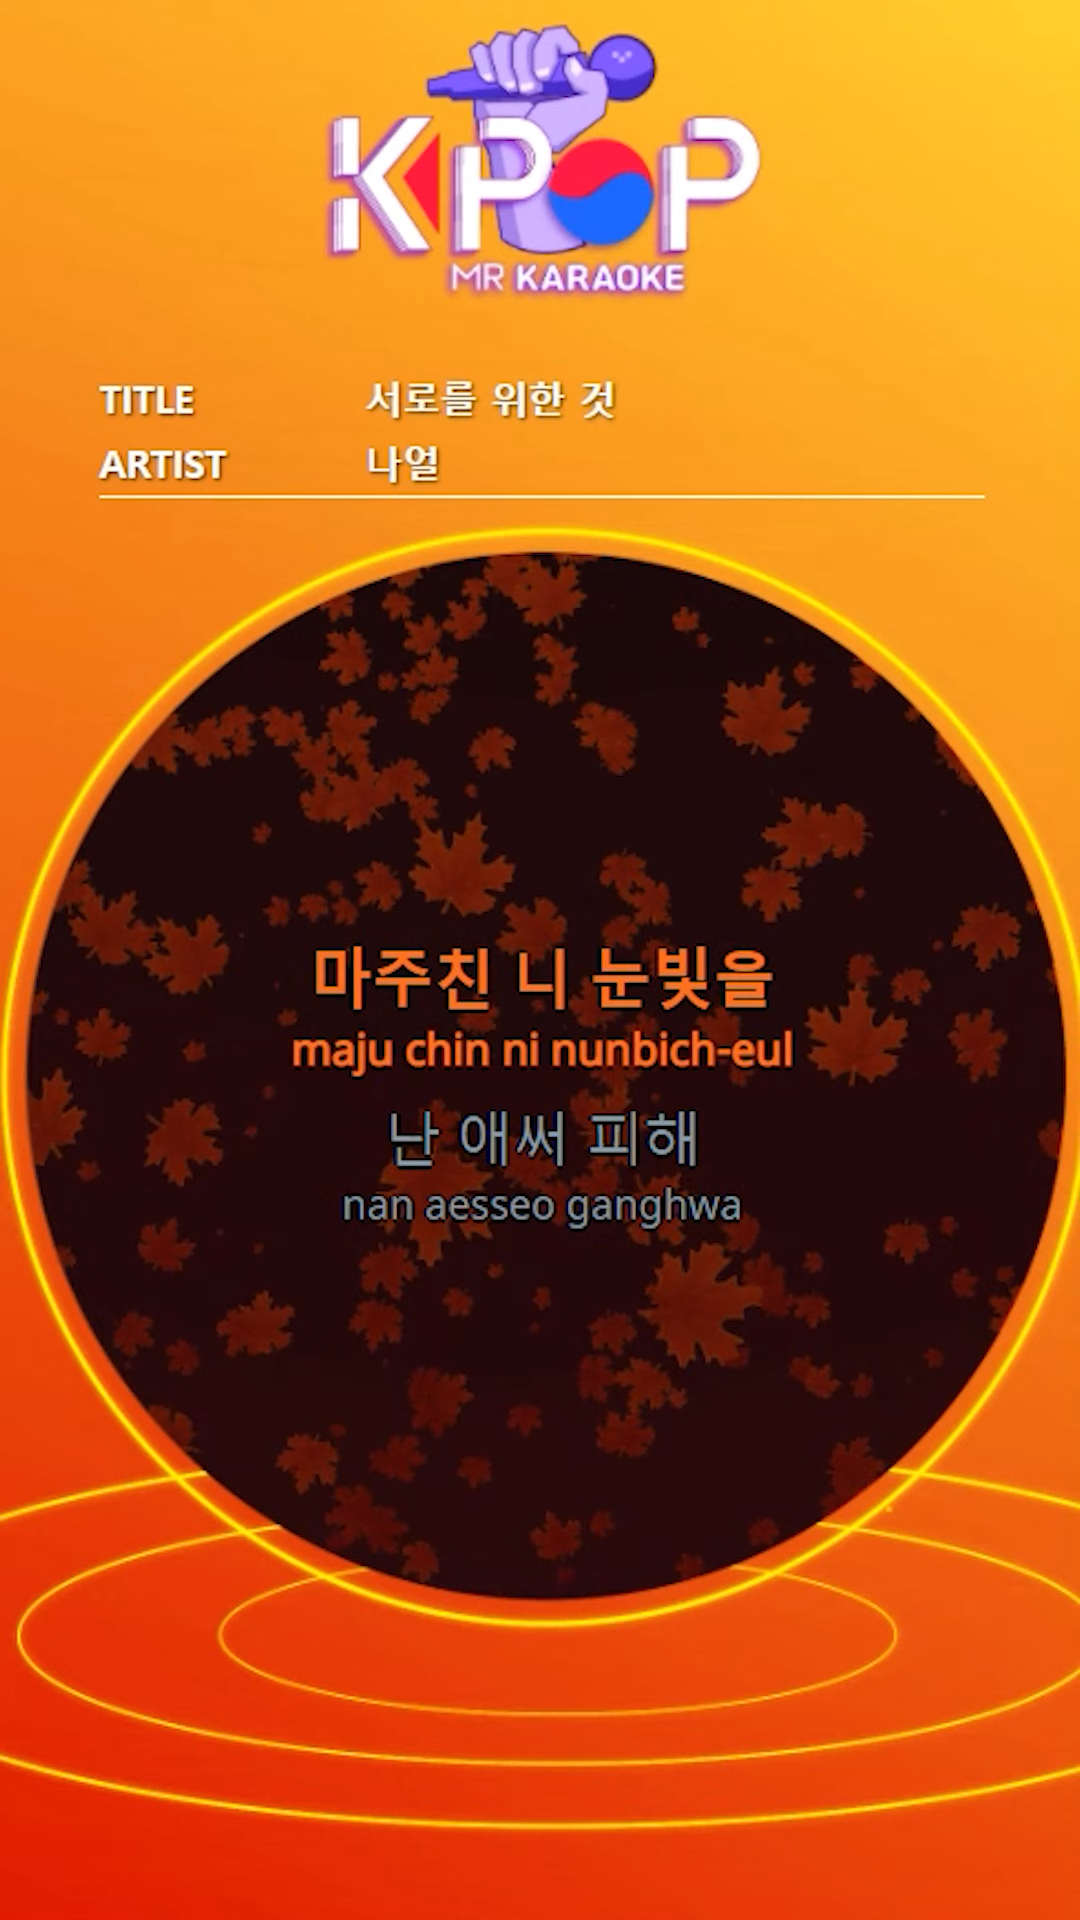 KPOP
MR KARAOKE
TITLE 서로를 위한 것
ARTIST 나얼
마주친 니 눈빛을
maju chin ni nunbich-eul
난 애써 피해
nan aesseo ganghwa